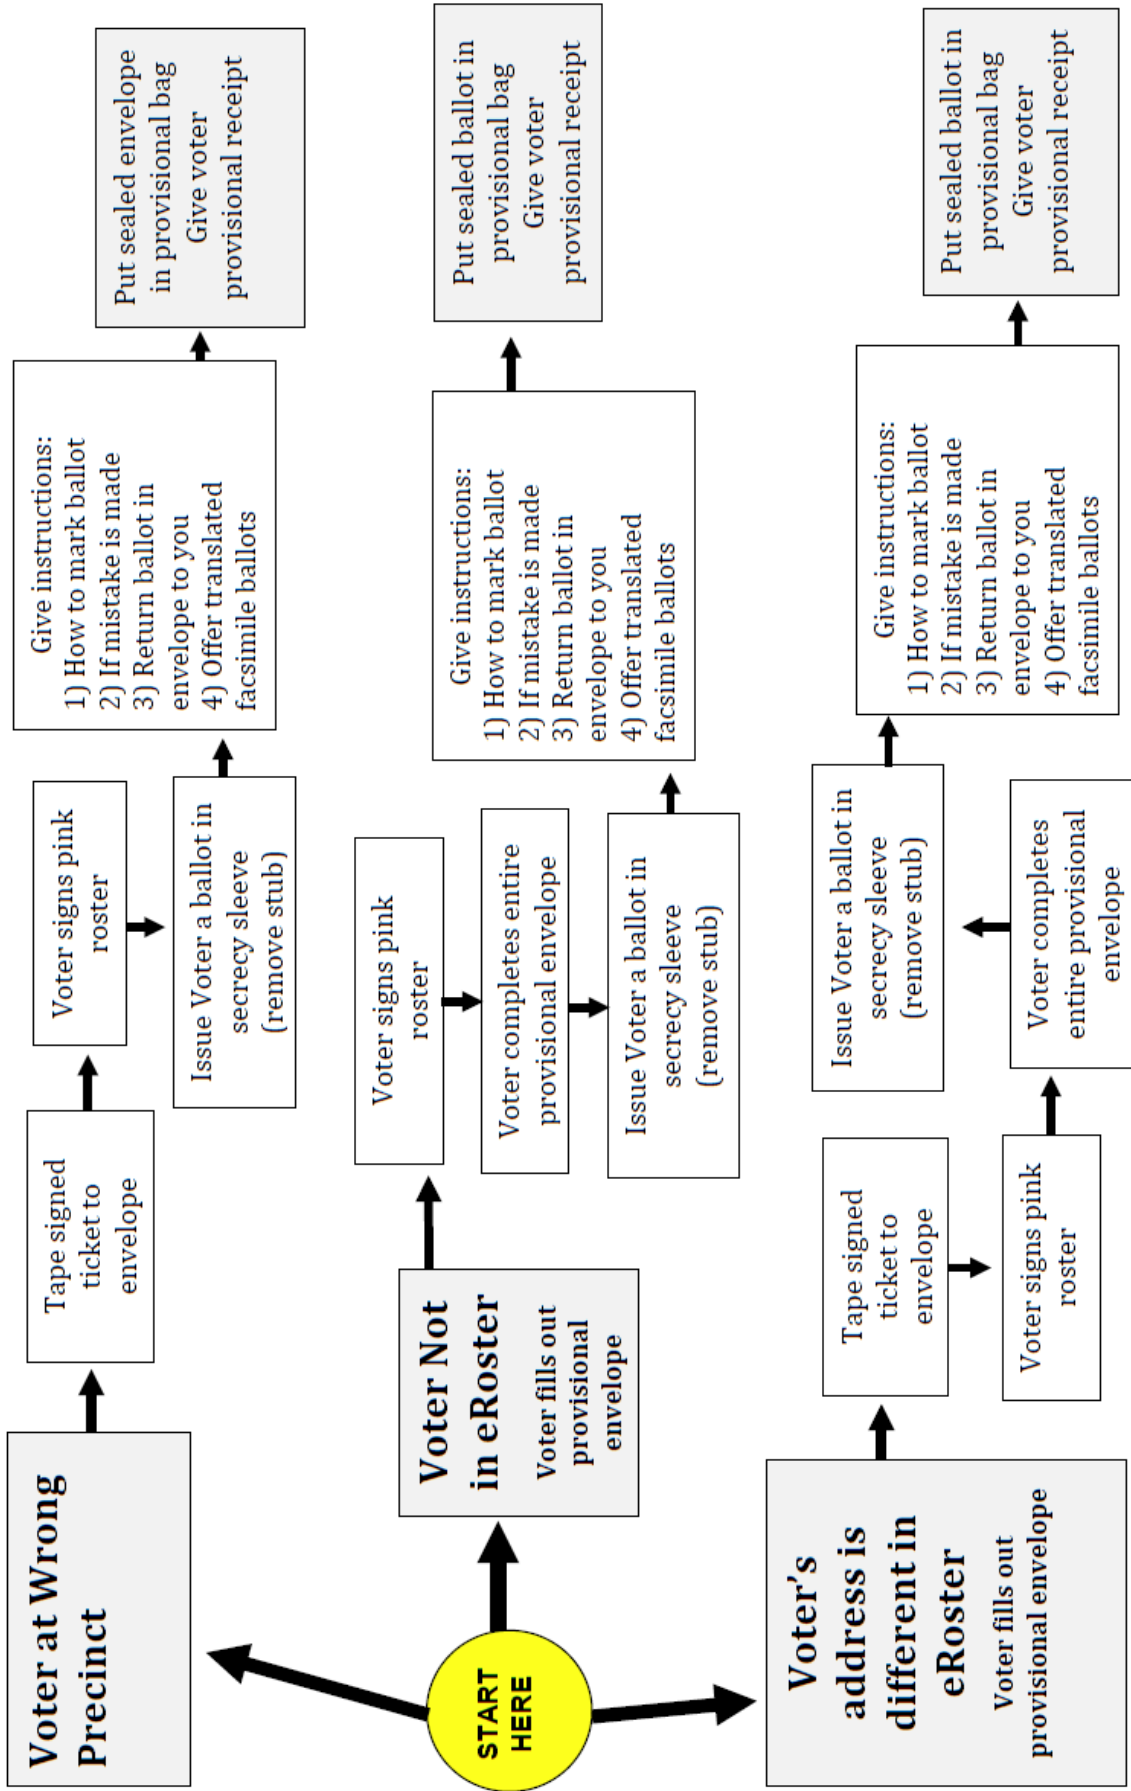 START
HERE
Voter at Wrong
Precinct
Tape signed
ticket to
envelope
Voter signs pink
roster
Issue Voter a ballot in
secrecy sleeve
(remove stub)
Give instructions:
1) How to mark ballot
2) If mistake is made
3) Return ballot in
envelope to you
4) Offer translated
facsimile ballots
Put sealed envelope
in provisional bag
Give voter
provisional receipt
Voter Not
in eRoster
Voter fills out
provisional
envelope
Voter signs pink
roster
Voter completes entire
provisional envelope
Issue Voter a ballot in
secrecy sleeve
(remove stub)
Give instructions:
1) How to mark ballot
2) If mistake is made
3) Return ballot in
envelope to you
4) Offer translated
facsimile ballots
Put sealed ballot in
provisional bag
Give voter
provisional receipt
Voter’s
address is
different in
eRoster
Voter fills out
provisional envelope
Tape signed
ticket to
envelope
Voter signs pink
roster
Voter completes
entire provisional
envelope
Issue Voter a ballot in
secrecy sleeve
(remove stub)
Give instructions:
1) How to mark ballot
2) If mistake is made
3) Return ballot in
envelope to you
4) Offer translated
facsimile ballots
Put sealed ballot in
provisional bag
Give voter
provisional receipt